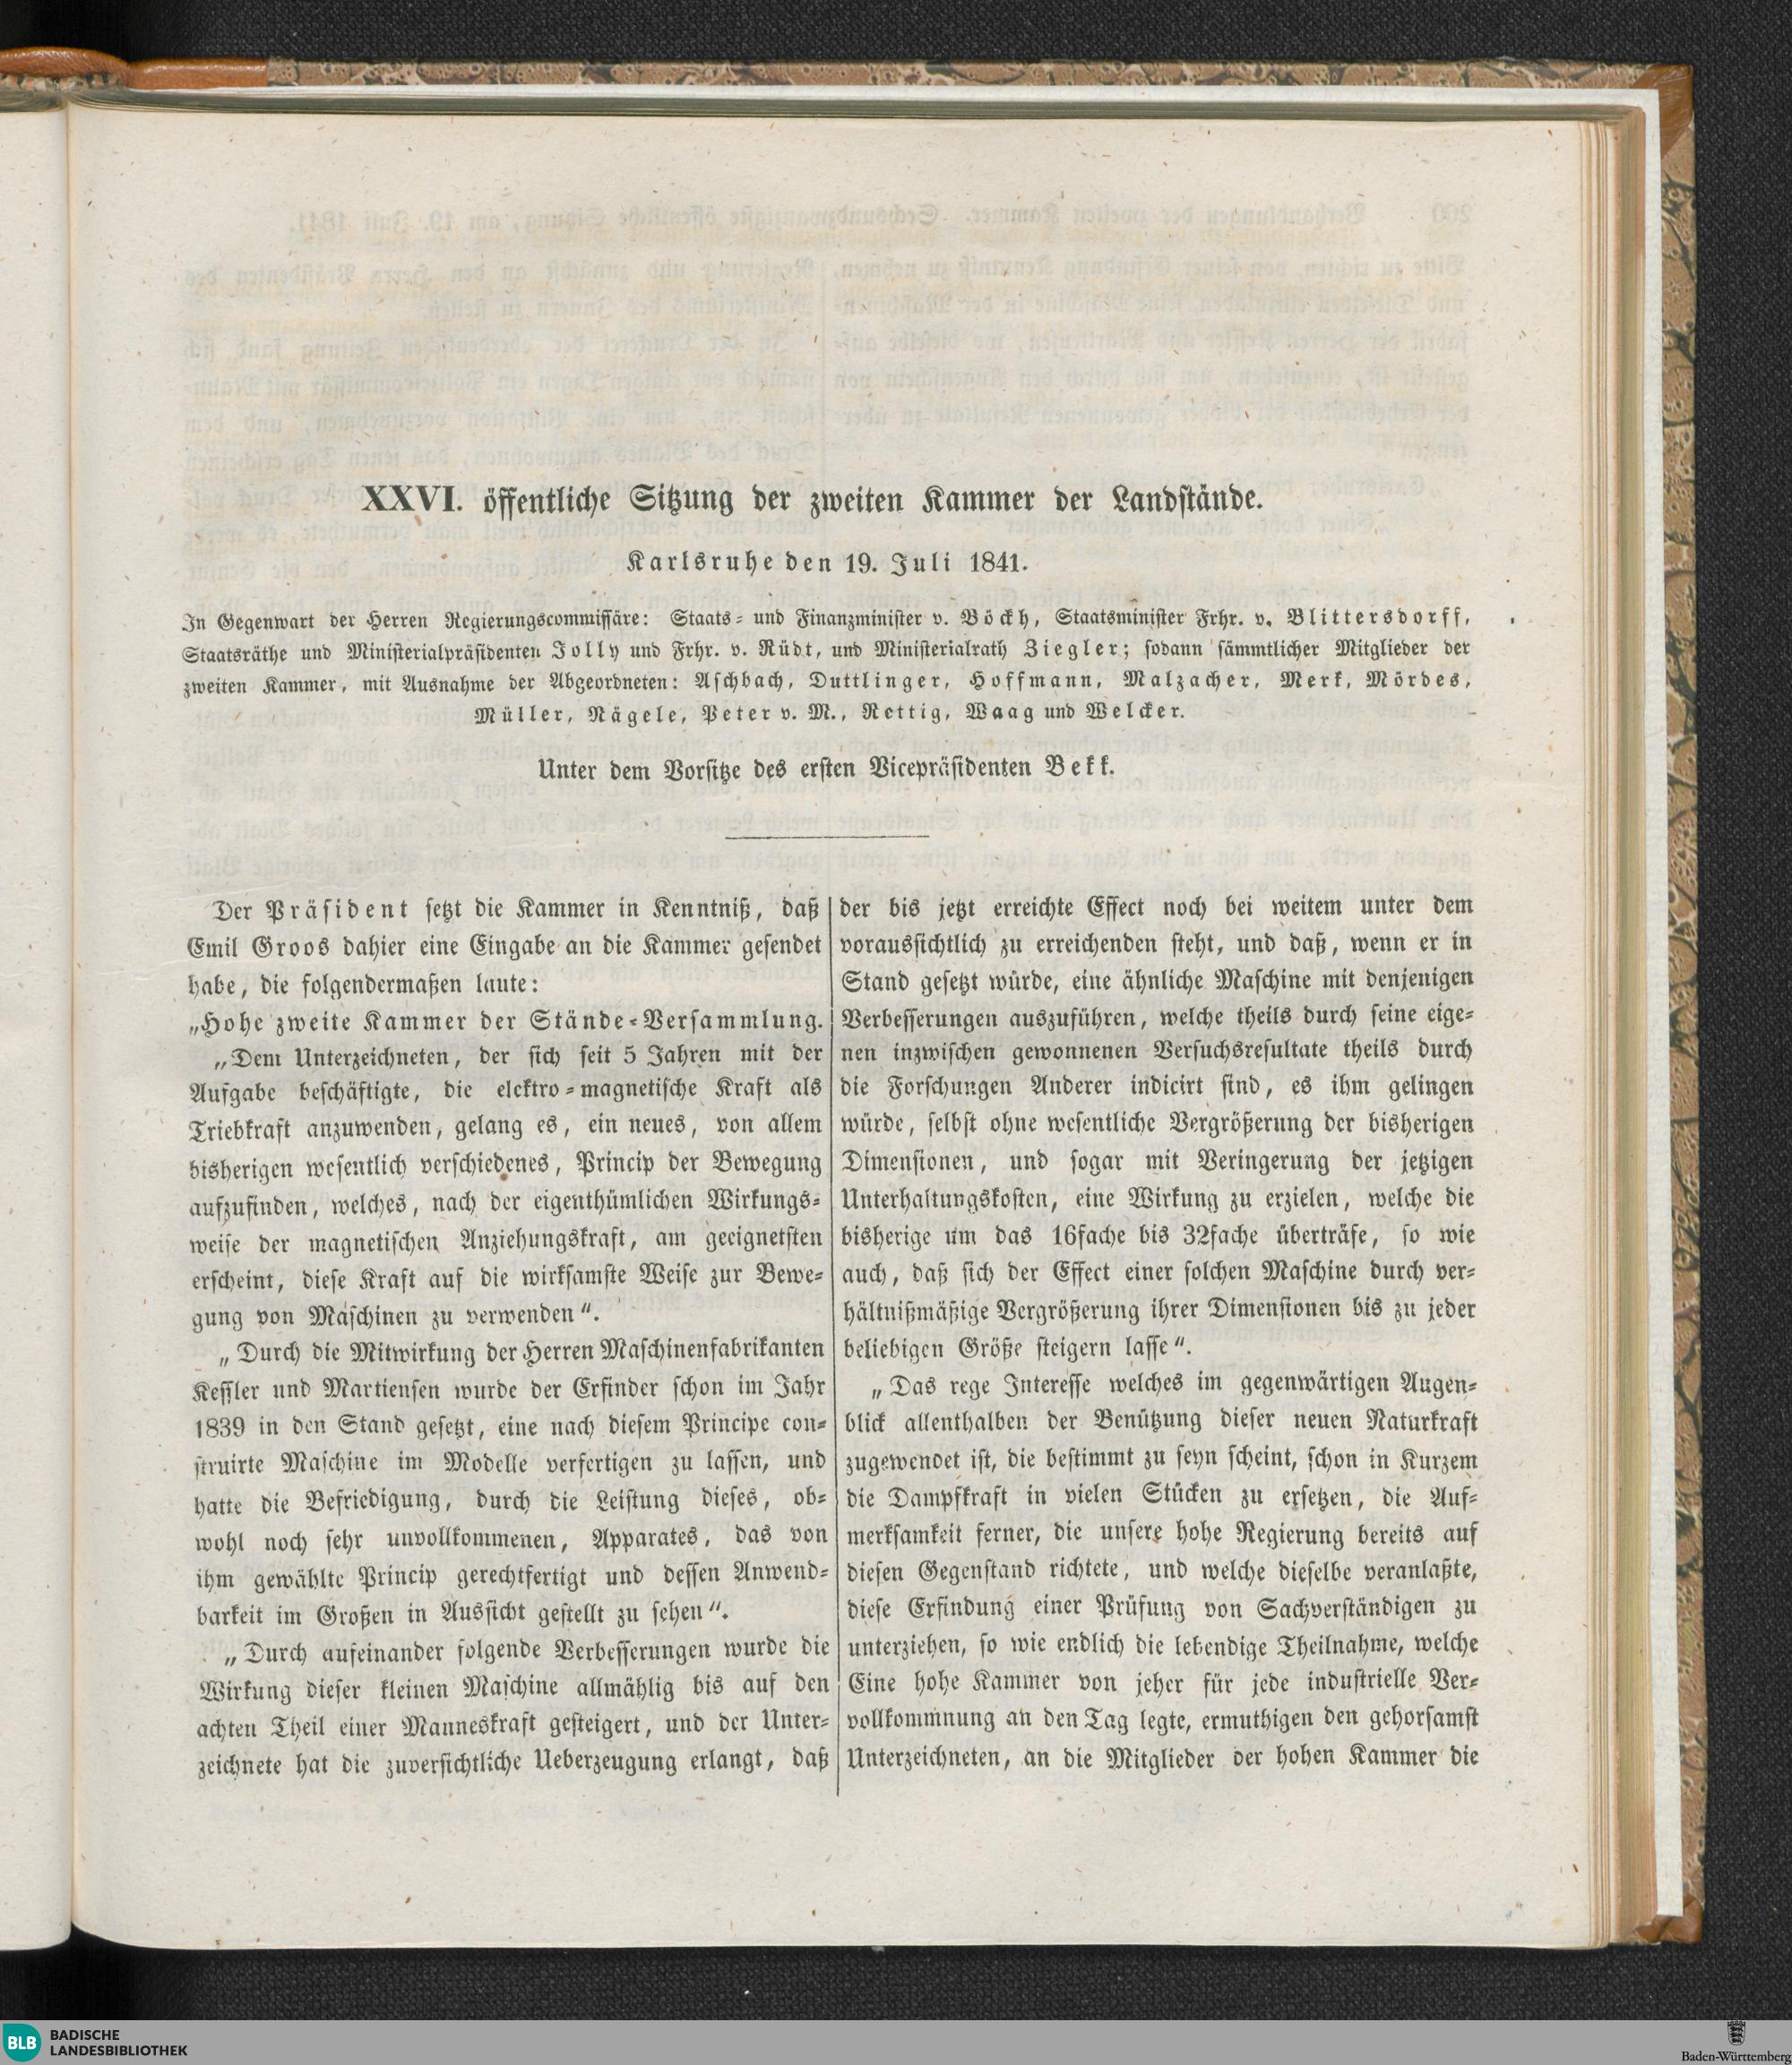 XXVI. öffentliche Sitzung der zweiten Kammer der Landstände.
Karlsruhe den 19. Juli 1841.
In Gegenwart der Herren Regierungscommissäre: Staats- und Finanzminister v. Böckh, Staatsminister Frhr. v. Blittersdorff,
Staatsräthe und Ministerialpräsidenten Jolly und Frhr. v. Rüdt, und Ministerialrath Ziegler; sodann sämmtlicher Mitglieder der
zweiten Kammer, mit Ausnahme der Abgeordneten: Aschbach, Duttlinger, Hoffmann, Malzacher, Merk, Mördes,
Müller, Nägele, Peter v. M., Rettig, Waag und Welcker.
Unter dem Vorsitze des ersten Vicepräsidenten Bekk.
Der Präsident setzt die Kammer in Kenntniß, daß
Emil Groos dahier eine Eingabe an die Kammer gesendet
habe, die folgendermaßen laute:
„Hohe zweite Kammer der Stände-Versammlung.
„Dem Unterzeichneten, der sich seit 5 Jahren mit der
Aufgabe beschäftigte, die elektro-magnetische Kraft als
Triebkraft anzuwenden, gelang es, ein neues, von allem
bisherigen wesentlich verschiedenes, Princip der Bewegung
aufzufinden, welches, nach der eigenthümlichen Wirkungs-
weise der magnetischen Anziehungskraft, am geeignetsten
erscheint, diese Kraft auf die wirksamste Weise zur Bewe-
gung von Maschinen zu verwenden“.
„Durch die Mitwirkung der Herren Maschinenfabrikanten
Kessler und Martiensen wurde der Erfinder schon im Jahr
1839 in den Stand gesetzt, eine nach diesem Principe con-
struirte Maschine im Modelle verfertigen zu lassen, und
hatte die Befriedigung, durch die Leistung dieses, ob-
wohl noch sehr unvollkommenen, Apparates, das von
ihm gewählte Princip gerechtfertigt und dessen Anwend-
barkeit im Großen in Aussicht gestellt zu sehen“.
„Durch aufeinander folgende Verbesserungen wurde die
Wirkung dieser kleinen Maschine allmählig bis auf den
achten Theil einer Manneskraft gesteigert, und der Unter-
zeichnete hat die zuversichtliche Ueberzeugung erlangt, daß
der bis jetzt erreichte Effect noch bei weitem unter dem
voraussichtlich zu erreichenden steht, und daß, wenn er in
Stand gesetzt würde, eine ähnliche Maschine mit denjenigen
Verbesserungen auszuführen, welche theils durch seine eige-
nen inzwischen gewonnenen Versuchsresultate theils durch
die Forschungen Anderer indicirt sind, es ihm gelingen
würde, selbst ohne wesentliche Vergrößerung der bisherigen
Dimensionen, und sogar mit Veringerung der jetzigen
Unterhaltungskosten, eine Wirkung zu erzielen, welche die
bisherige um das 16fache bis 32fache überträfe, so wie
auch, daß sich der Effect einer solchen Maschine durch ver-
hältnißmäßige Vergrößerung ihrer Dimensionen bis zu jeder
beliebigen Größe steigern lasse“.
„Das rege Interesse welches im gegenwärtigen Augen-
blick allenthalben der Benützung dieser neuen Naturkraft
zugewendet ist, die bestimmt zu seyn scheint, schon in Kurzem
die Dampfkraft in vielen Stücken zu ersetzen, die Auf-
merksamkeit ferner, die unsere hohe Regierung bereits auf
diesen Gegenstand richtete, und welche dieselbe veranlaßte,
diese Erfindung einer Prüfung von Sachverständigen zu
unterziehen, so wie endlich die lebendige Theilnahme, welche
Eine hohe Kammer von jeher für jede industrielle Ver-
vollkommnung an den Tag legte, ermuthigen den gehorsamst
Unterzeichneten, an die Mitglieder der hohen Kammer die
BLB BADISCHE
LANDESBIBLIOTHEK
Baden-Württemberg